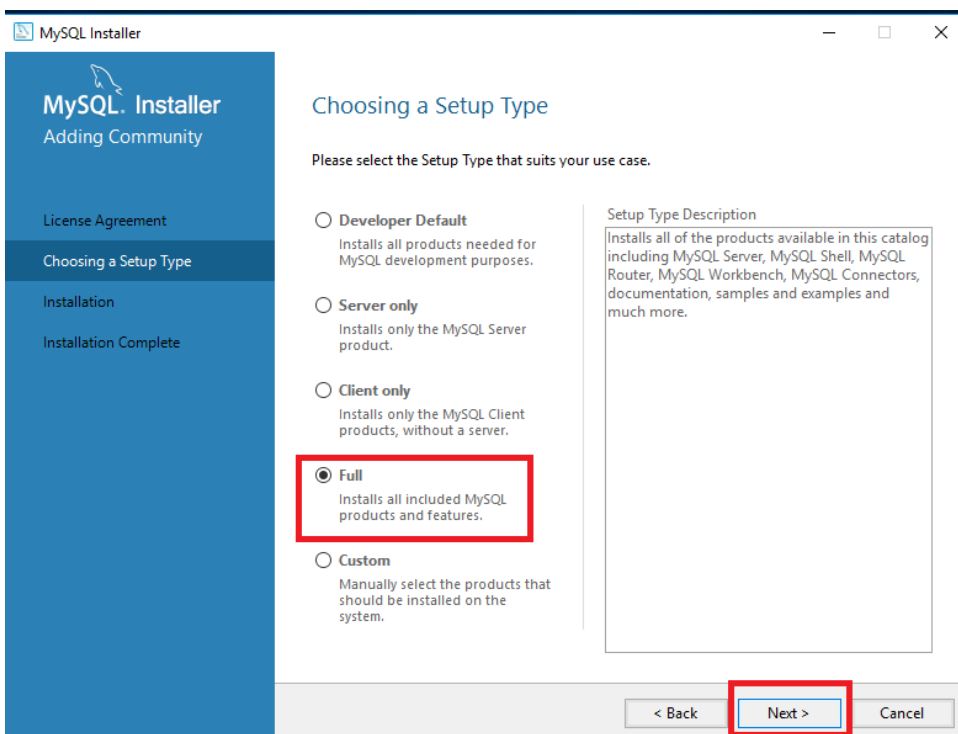 MySQL Installer
MySQL. Installer
Adding Community
License Agreement
Choosing a Setup Type
Installation
Installation Complete
Choosing a Setup Type
Please select the Setup Type that suits your use case.
Developer Default
Installs all products needed for
MySQL development purposes.
Server only
Installs only the MySQL Server
product.
Client only
Installs only the MySQL Client
products, without a server.
Full
Installs all included MySQL
products and features.
Custom
Manually select the products that
should be installed on the
system.
Setup Type Description
Installs all of the products available in this catalog
including MySQL Server, MySQL Shell, MySQL
Router, MySQL Workbench, MySQL Connectors,
documentation, samples and examples and
much more.
< Back
Next >
Cancel